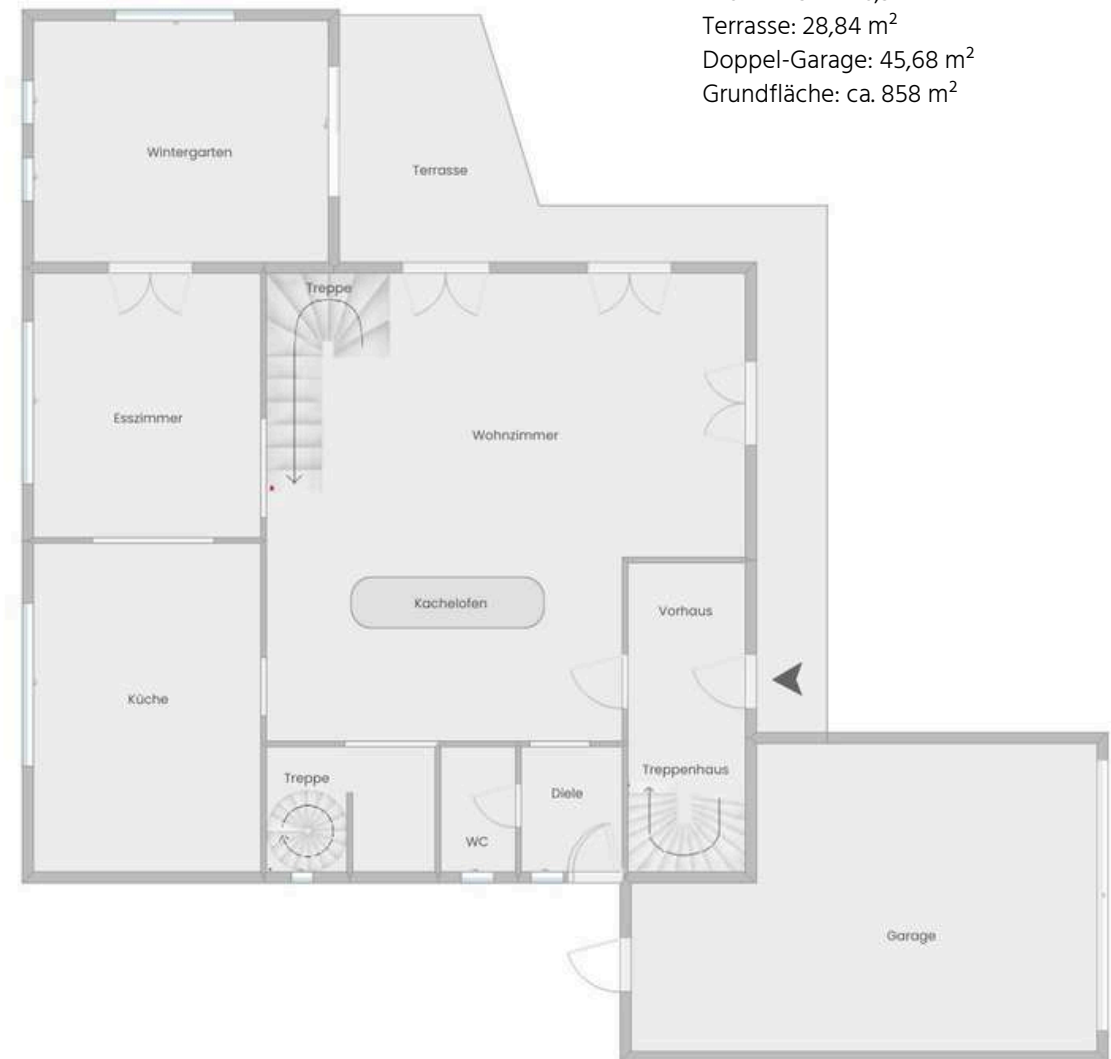 Terrasse: 28,84 m²
Doppel-Garage: 45,68 m²
Grundfläche: ca. 858 m²
Wintergarten
Terrasse
Treppe
Esszimmer
Wohnzimmer
Kachelofen
Vorhaus
Küche
Treppe
Treppenhaus
Diele
WC
Garage